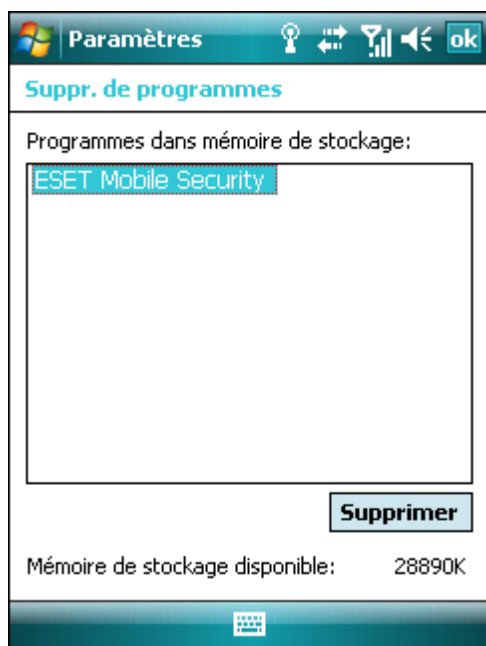 Paramètres
ok
Suppr. de programmes
Programmes dans mémoire de stockage:
ESET Mobile Security
Supprimer
Mémoire de stockage disponible: 28890K